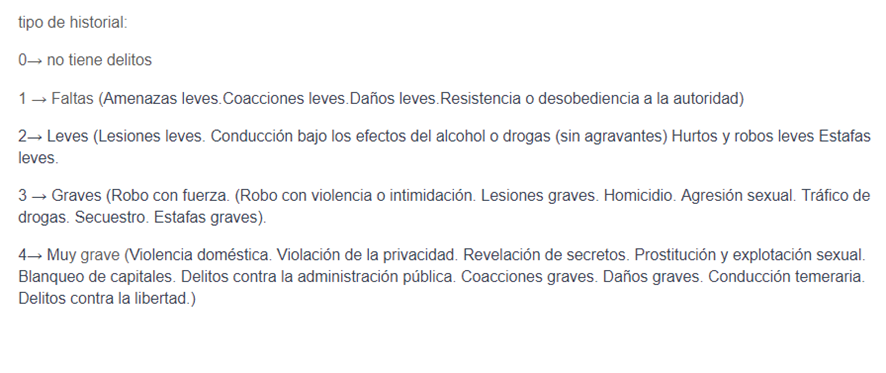 tipo de historial:
0→ no tiene delitos
1 → Faltas (Amenazas leves.Coacciones leves.Daños leves.Resistencia o desobediencia a la autoridad)
2→ Leves (Lesiones leves. Conducción bajo los efectos del alcohol o drogas (sin agravantes) Hurtos y robos leves Estafas
leves.
3 → Graves (Robo con fuerza. (Robo con violencia o intimidación. Lesiones graves. Homicidio. Agresión sexual. Tráfico de
drogas. Secuestro. Estafas graves).
4→ Muy grave (Violencia doméstica. Violación de la privacidad. Revelación de secretos. Prostitución y explotación sexual.
Blanqueo de capitales. Delitos contra la administración pública. Coacciones graves. Daños graves. Conducción temeraria.
Delitos contra la libertad.)